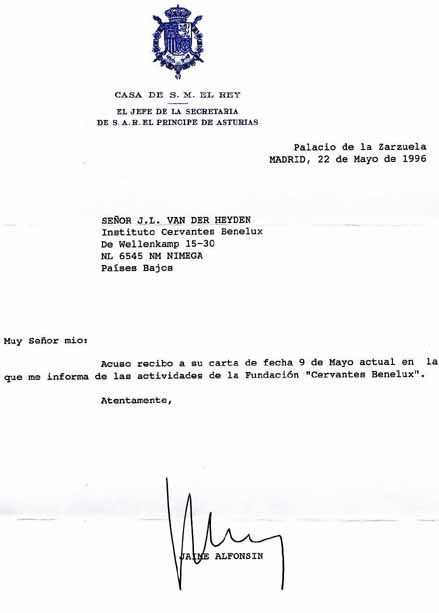 CASA DE S. M. EL REY
EL JEFE DE LA SECRETARIA
DE S. A. R. EL PRINCIPE DE ASTURIAS
Palacio de la Zarzuela
MADRID, 22 de Mayo de 1996
SEÑOR J.L. VAN DER HEYDEN
Instituto Cervantes Benelux
De Wellenkamp 15-30
NL 6545 NM NIMEGA
Países Bajos
Muy Señor mio:
Acuso recibo a su carta de fecha 9 de Mayo actual en la
que me informa de las actividades de la Fundación "Cervantes Benelux".
Atentamente,
JAIME ALFONSIN